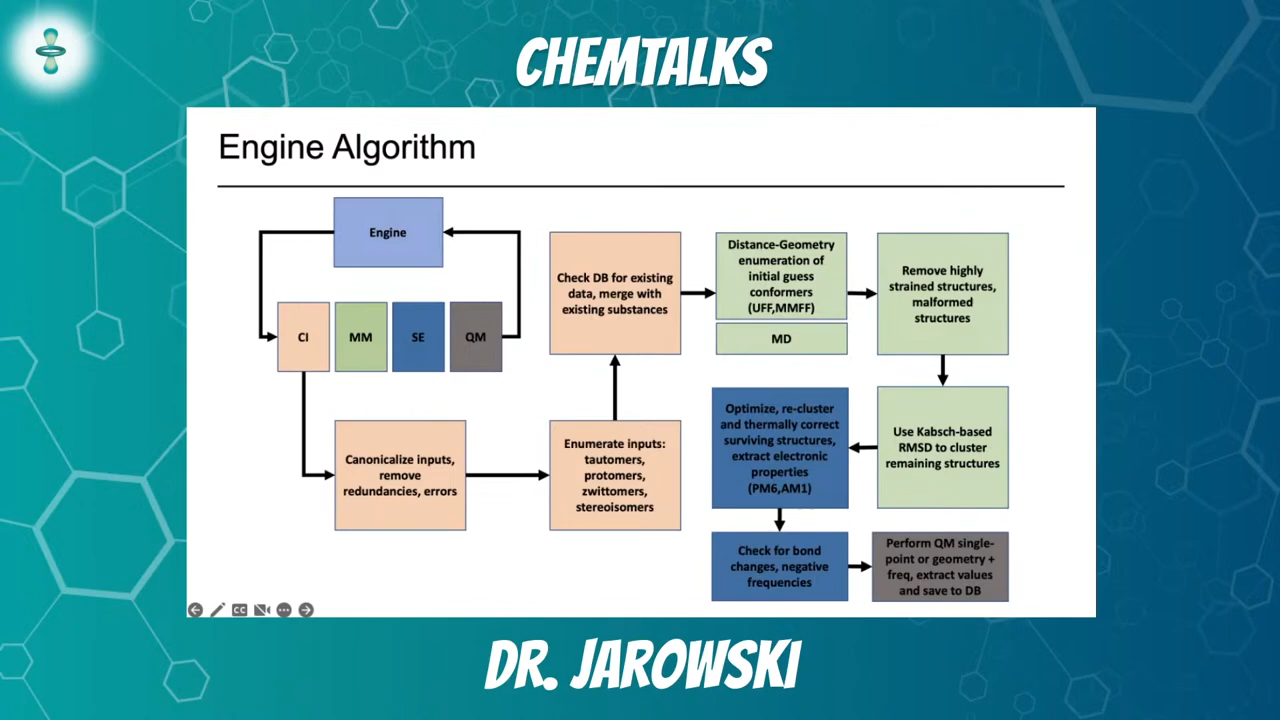 CHEMTALKS
Engine Algorithm
Engine
CI
MM
SE
QM
Canonicalize inputs,
remove
redundancies, errors
Enumerate inputs:
tautomers,
protomers,
zwittomers,
stereoisomers
Check DB for existing
data, merge with
existing substances
Distance-Geometry
enumeration of
initial guess
conformers
(UFF,MMFF)
MD
Remove highly
strained structures,
malformed
structures
Use Kabsch-based
RMSD to cluster
remaining structures
Optimize, re-cluster
and thermally correct
surviving structures,
extract electronic
properties
(PM6,AM1)
Check for bond
changes, negative
frequencies
Perform QM single-
point or geometry +
freq, extract values
and save to DB
CC
DR. JAROWSKI